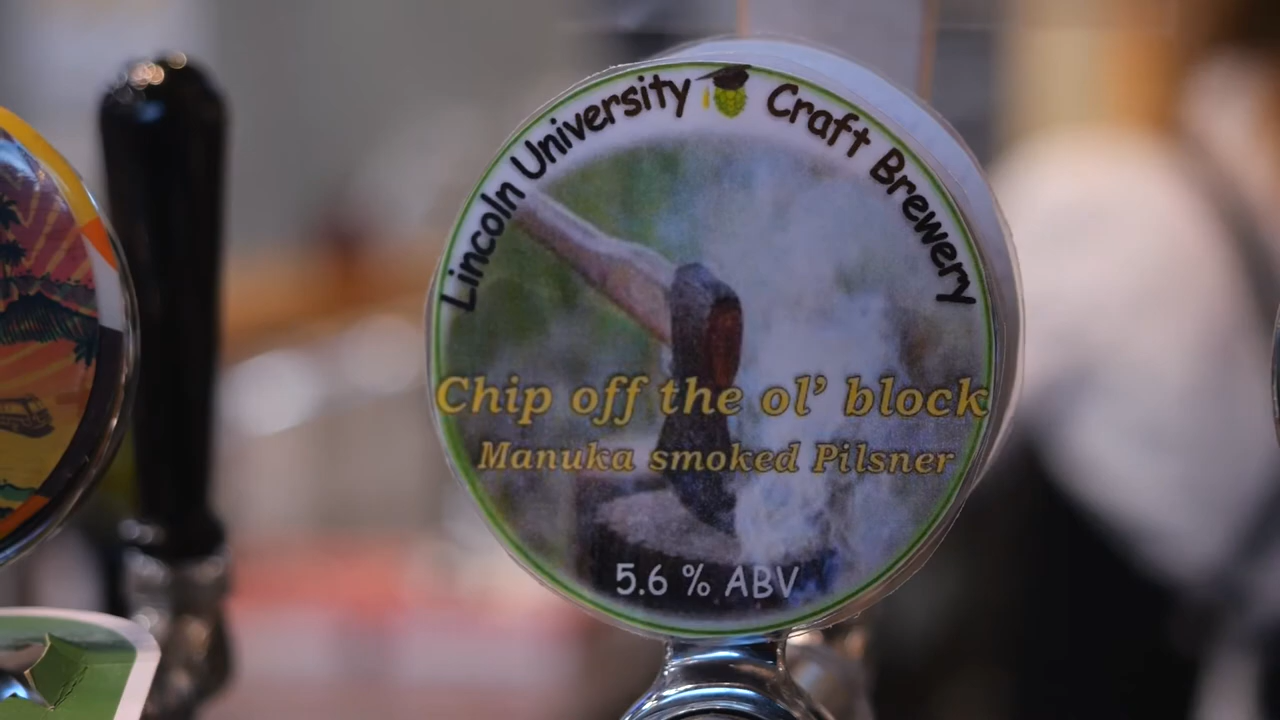 Lincoln University Craft Brewery
Chip off the ol’ block
Manuka smoked Pilsner
5.6 % ABV